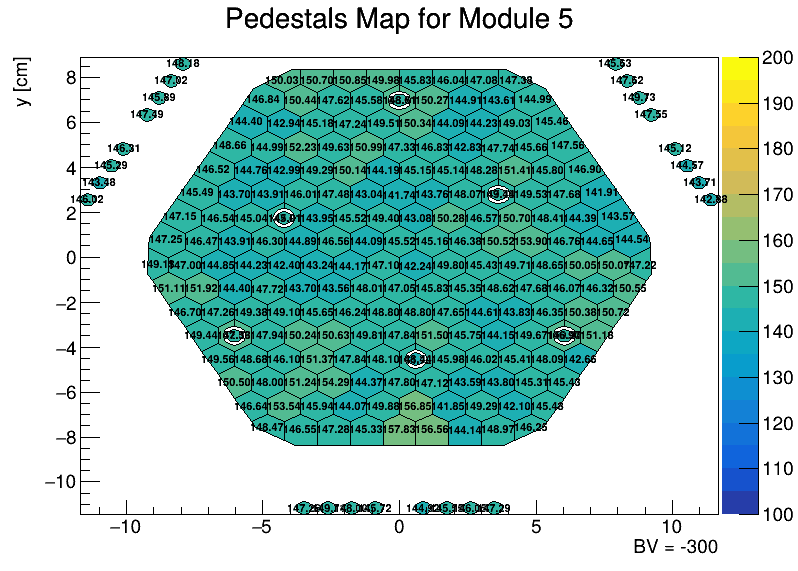 Pedestals Map for Module 5
y [cm]
8
6
4
2
0
−2
−4
−6
−8
−10
−10 −5 0 5 10
BV = -300
200
190
180
170
160
150
140
130
120
110
100
148.18 145.63
147.02 147.52
145.89 149.73
147.49 147.55
146.31 145.12
145.29 144.57
143.48 143.71
146.02 142.88
150.03 150.70 150.85 149.98 145.83 146.04 147.08 147.38
146.84 150.44 147.62 145.58 150.27 144.91 143.61 144.99
144.40 142.94 145.18 147.24 149.51 150.34 144.09 144.23 149.03 145.46
148.66 144.99 152.23 149.63 150.99 147.33 146.83 142.83 147.74 145.66 147.56
146.52 144.76 142.99 149.29 150.14 144.19 145.15 144.14 148.28 151.41 145.80 146.90
145.49 143.70 143.91 146.01 147.48 143.04 141.74 143.76 148.07 149.53 147.68 141.91
147.15 146.54 145.04 143.95 145.52 149.40 143.08 150.28 146.57 150.70 148.41 144.39 143.57
147.25 146.47 143.91 144.30 144.89 146.56 144.09 145.52 145.16 146.38 150.52 153.90 146.76 144.65 144.54
147.00 144.85 144.23 142.40 143.24 144.17 147.10 142.24 149.80 145.43 149.71 148.65 150.05 150.07 147.22
151.11 151.92 144.40 147.72 143.70 143.56 148.01 147.85 145.83 145.35 148.62 147.68 146.07 146.32 150.55
146.70 147.26 149.38 149.10 145.65 146.24 148.80 148.80 147.68 144.61 143.83 146.35 150.38 150.72
149.44 147.94 150.24 150.63 149.81 147.84 151.50 145.75 144.15 149.67 151.18
149.56 148.68 146.10 151.37 147.84 148.10 145.98 146.02 145.41 148.09 142.66
150.50 148.00 151.24 154.29 144.37 147.80 147.12 143.59 143.80 145.31 145.43
146.64 153.54 145.94 144.07 149.88 156.85 141.85 149.29 142.10 145.48
148.47 146.55 147.28 145.33 157.83 156.56 144.14 148.97 146.25